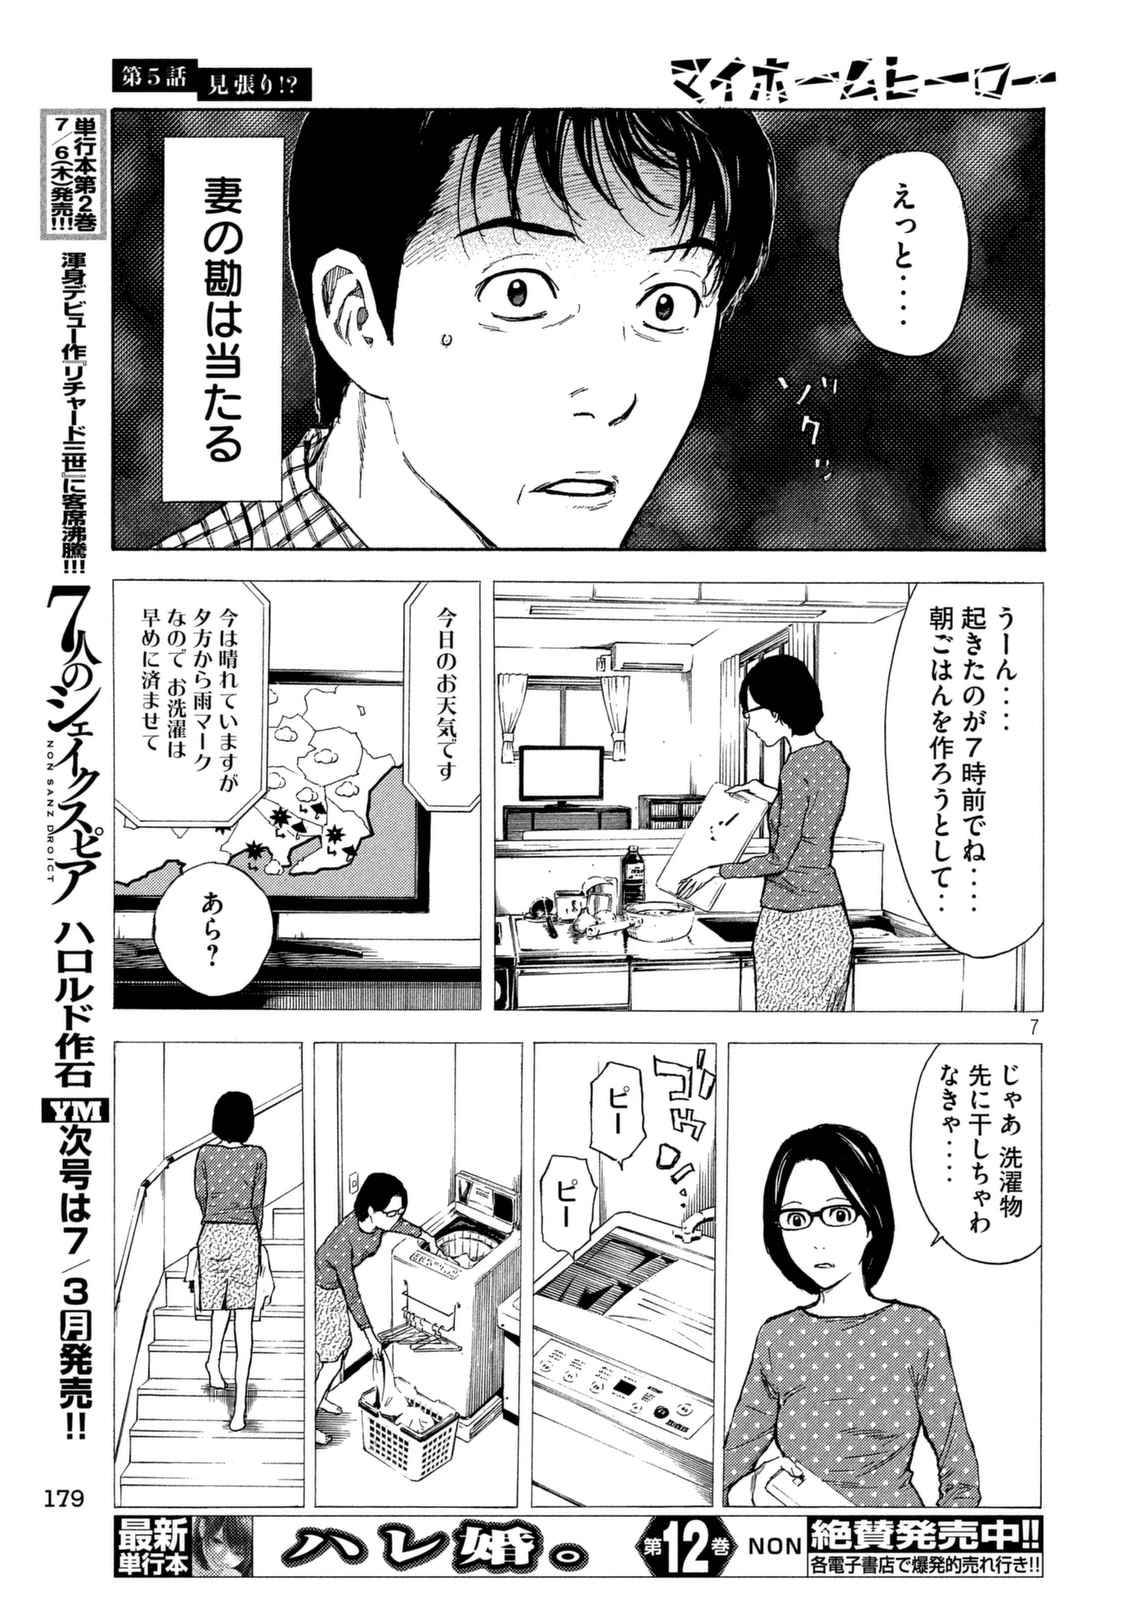 第5話
見張り!?
マイホームヒーロー
えっと‥‥
ゾクッ
妻の勘は当たる
うーん‥‥
起きたのが7時前でね‥‥
朝ごはんを作ろうとして‥‥
今日のお天気です
今は晴れていますが
夕方から雨マーク
なので お洗濯は
早めに済ませて
あら?
7
じゃあ 洗濯物
先に干しちゃわ
なきゃ‥‥
ゴゥン
ピー
ピー
単行本第2巻
7/6(木)発売!!!
渾身デビュー作『リチャード三世』に客席沸騰!!!
7人のシェイクスピア
NON SANZ DROICT
ハロルド作石
YM次号は7/3月発売!!
179
最新
単行本
ハレ婚。
第12巻
NON
絶賛発売中!!
各電子書店で爆発的売れ行き!!